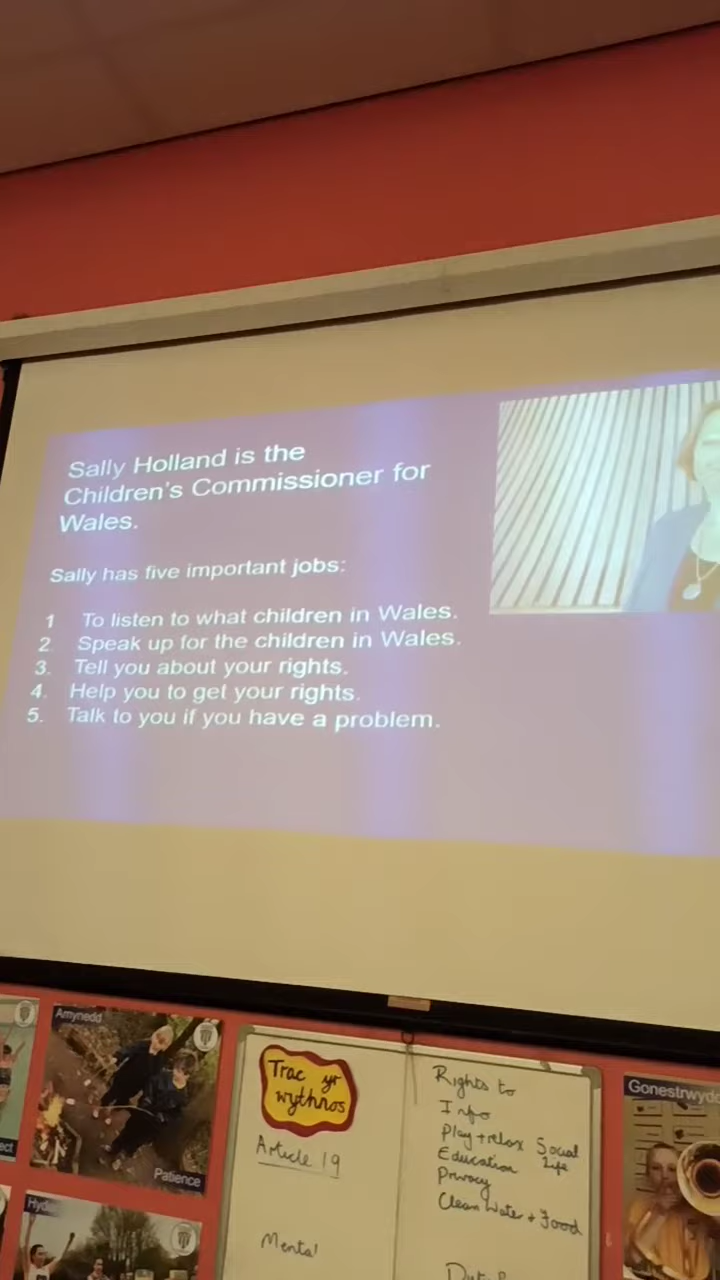 Sally Holland is the
Children's Commissioner for
Wales.
Sally has five important jobs:
1 To listen to what children in Wales.
2 Speak up for the children in Wales.
3. Tell you about your rights.
4. Help you to get your rights.
5. Talk to you if you have a problem.
Amynedd
Patience
Trac yr
wythnos
Article 19
Rights to
Info
Play + relax Social
Education Life
Privacy
Clean Water + Food